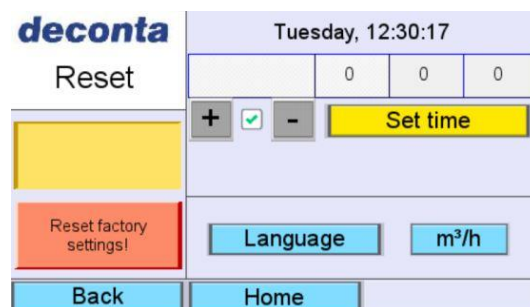 deconta
Tuesday, 12:30:17
Reset
0 0 0
+ - Set time
Reset factory
settings!
Language m³/h
Back Home